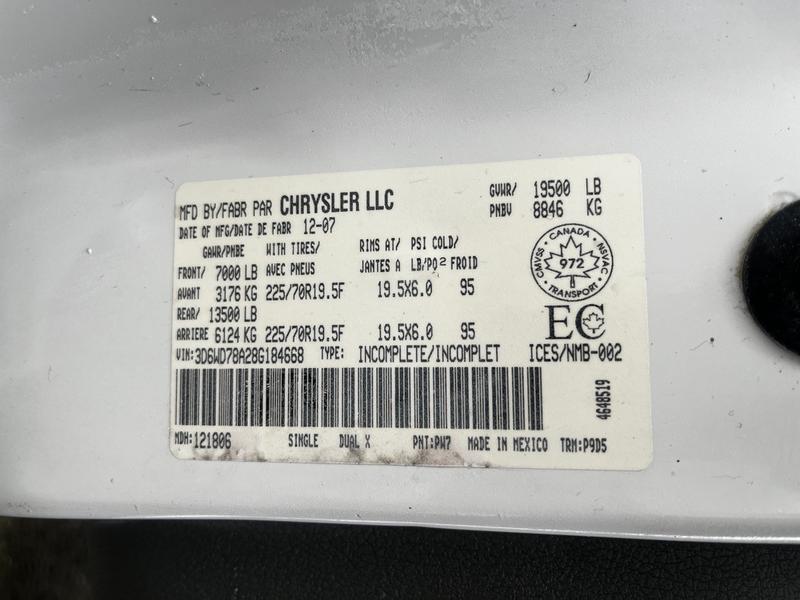 MFD BY/FABR PAR CHRYSLER LLC
GVWR/ 19500 LB
PNBV 8846 KG
DATE OF MFG/DATE DE FABR 12-07
GAWR/PNBE WITH TIRES/ RIMS AT/ PSI COLD/
FRONT/ 7000 LB AVEC PNEUS JANTES A LB/PO2 FROID
AVANT 3176 KG 225/70R19.5F 19.5X6.0 95
REAR/ 13500 LB
ARRIERE 6124 KG 225/70R19.5F 19.5X6.0 95
CANADA
CMVSS 972 NSVAC
TRANSPORT
EC
VIN: 3D6WD78A28G184668 TYPE: INCOMPLETE/INCOMPLET ICES/NMB-002
4648519
MDH: 121806 SINGLE DUAL X PNT: PW7 MADE IN MEXICO TRM: P9D5